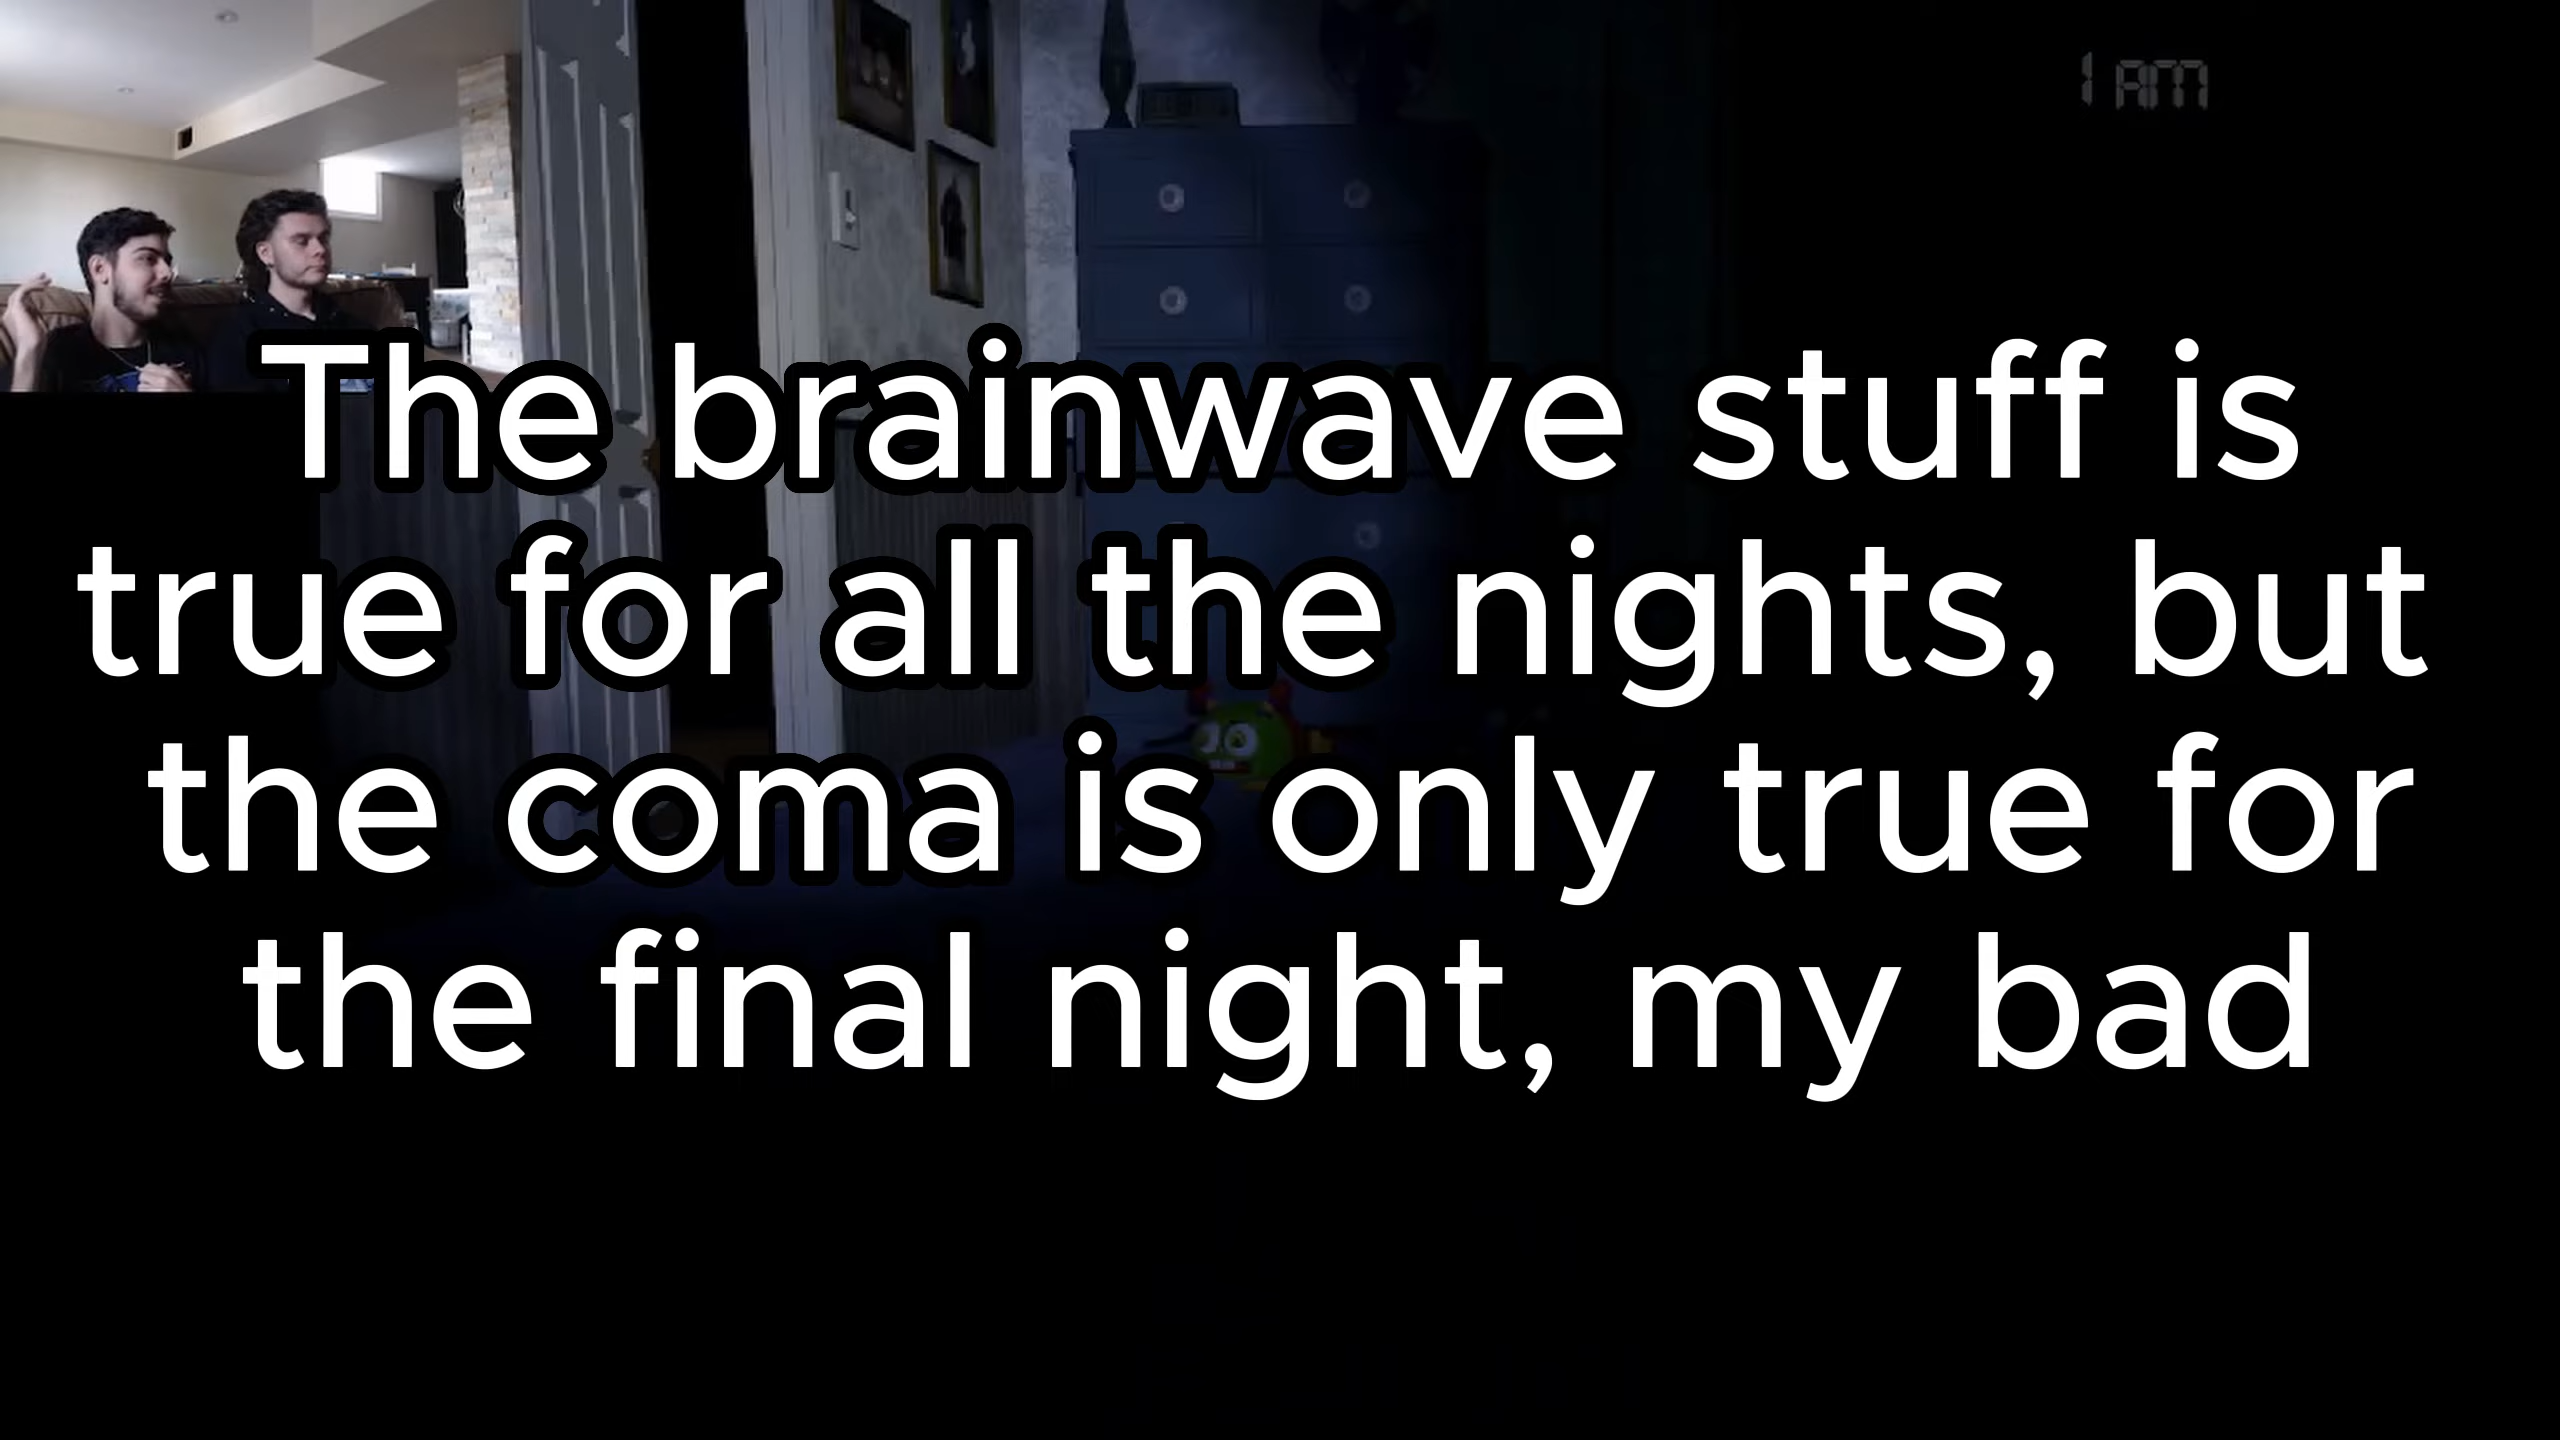 1 AM
The brainwave stuff is
true for all the nights, but
the coma is only true for
the final night, my bad